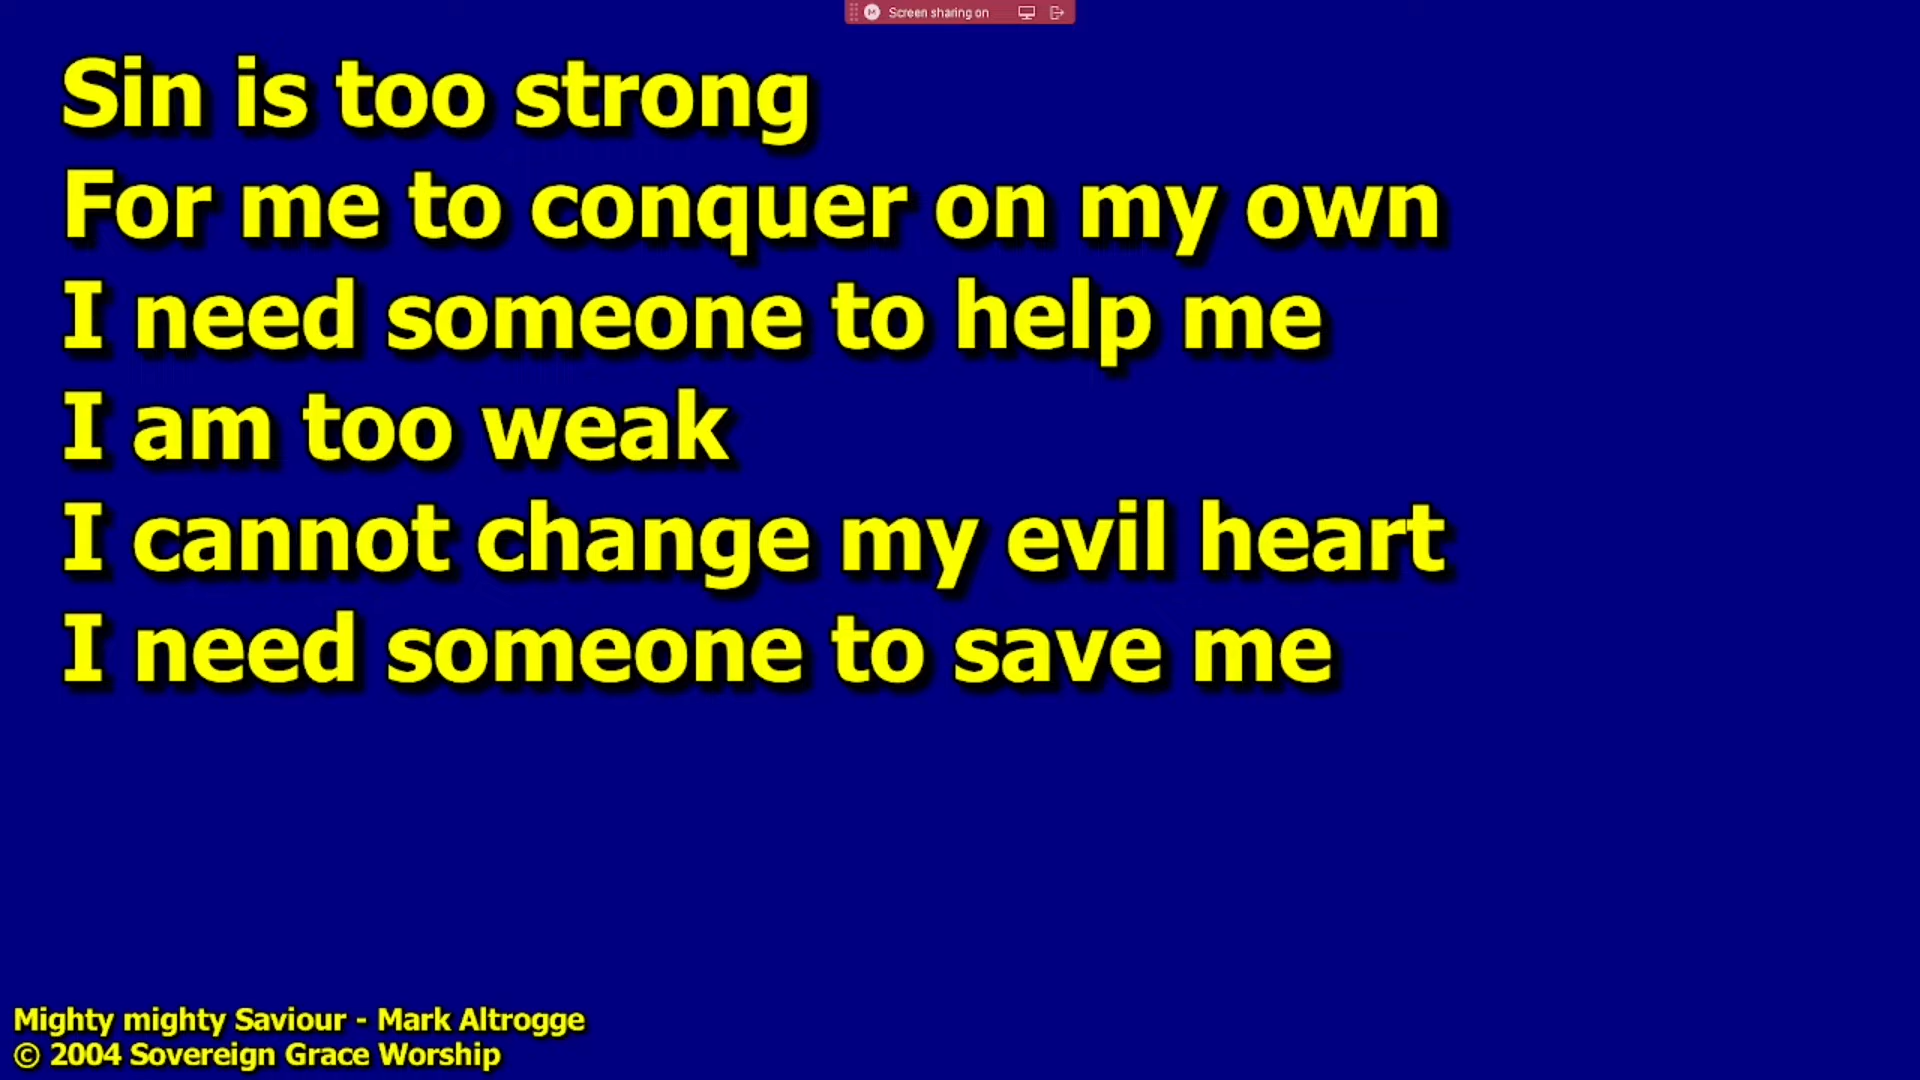 Screen sharing on
Sin is too strong
For me to conquer on my own
I need someone to help me
I am too weak
I cannot change my evil heart
I need someone to save me
Mighty mighty Saviour - Mark Altrogge
© 2004 Sovereign Grace Worship